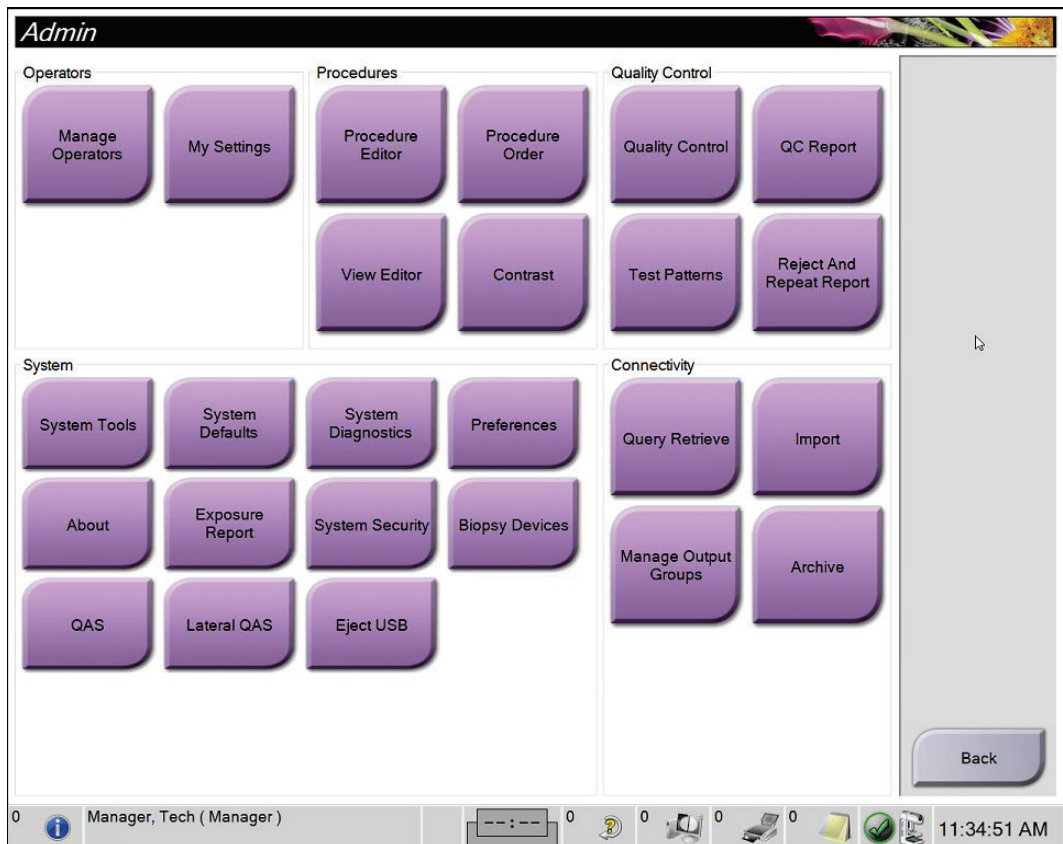 Admin
Operators
Manage
Operators
My Settings
Procedures
Procedure
Editor
Procedure
Order
View Editor
Contrast
Quality Control
Quality Control
QC Report
Test Patterns
Reject And
Repeat Report
System
System Tools
System
Defaults
System
Diagnostics
Preferences
About
Exposure
Report
System Security
Biopsy Devices
QAS
Lateral QAS
Eject USB
Connectivity
Query Retrieve
Import
Manage Output
Groups
Archive
Back
0
Manager, Tech ( Manager )
--:--
0
0
0
0
11:34:51 AM